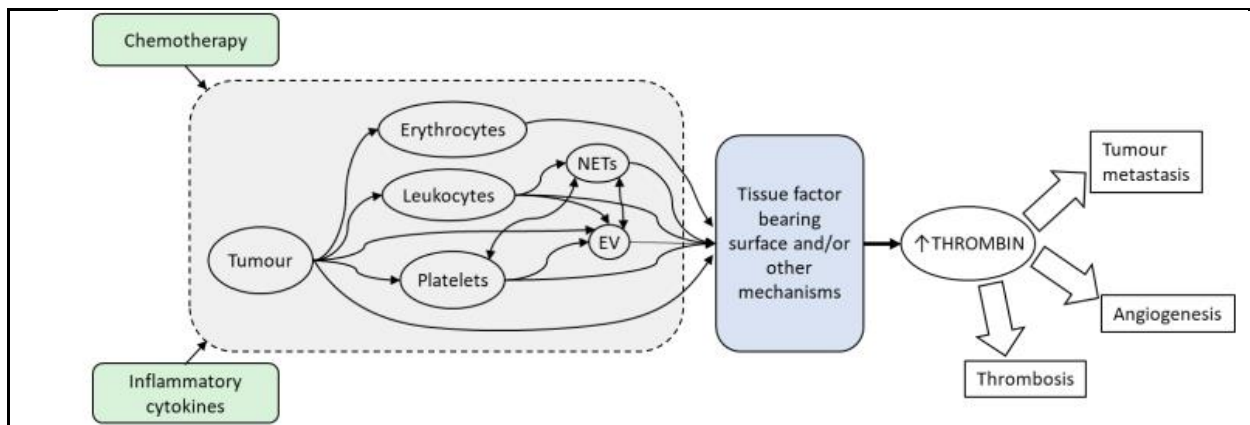 Chemotherapy
Erythrocytes
NETs
Leukocytes
EV
Tumour
Platelets
Inflammatory
cytokines
Tissue factor
bearing
surface and/or
other
mechanisms
↑THROMBIN
Tumour
metastasis
Angiogenesis
Thrombosis